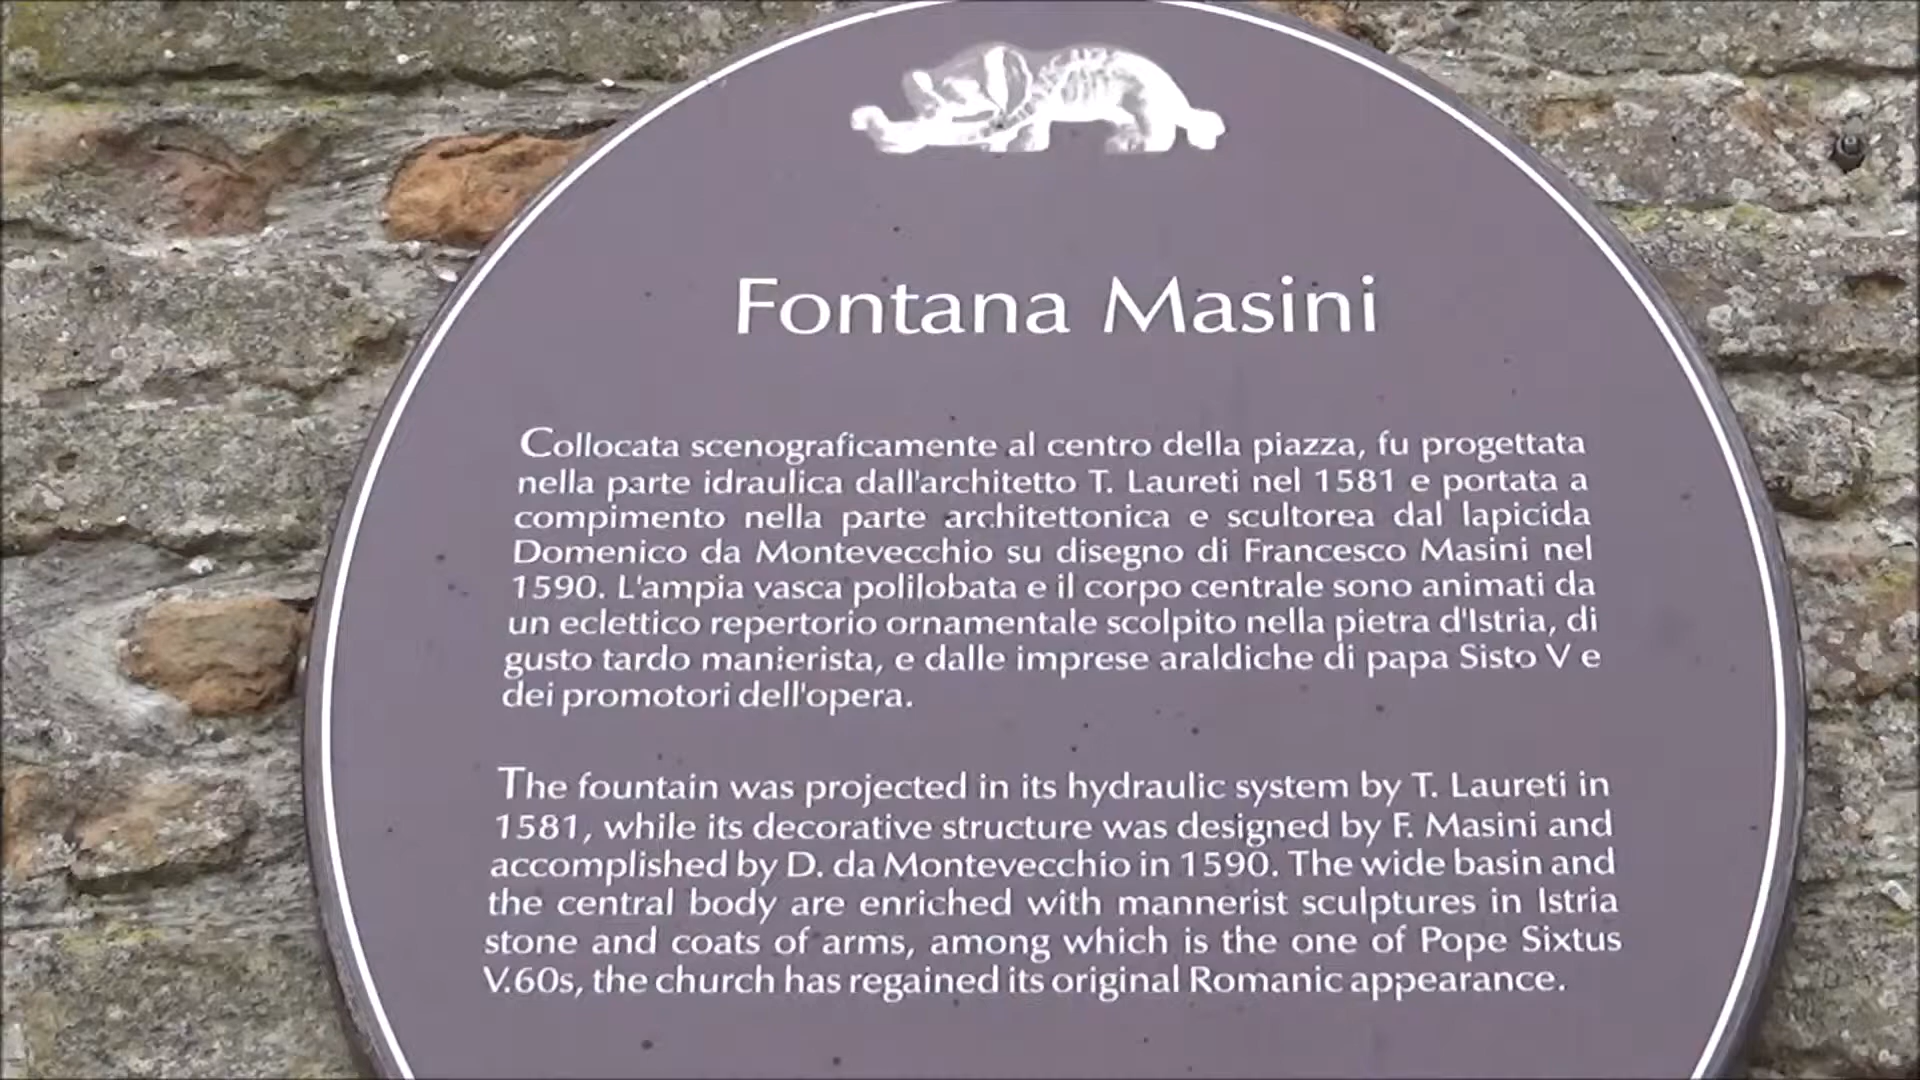 Fontana Masini
Collocata scenograficamente al centro della piazza, fu progettata
nella parte idraulica dall'architetto T. Laureti nel 1581 e portata a
compimento nella parte architettonica e scultorea dal lapicida
Domenico da Montevecchio su disegno di Francesco Masini nel
1590. L'ampia vasca polilobata e il corpo centrale sono animati da
un eclettico repertorio ornamentale scolpito nella pietra d'Istria, di
gusto tardo manierista, e dalle imprese araldiche di papa Sisto V e
dei promotori dell'opera.
The fountain was projected in its hydraulic system by T. Laureti in
1581, while its decorative structure was designed by F. Masini and
accomplished by D. da Montevecchio in 1590. The wide basin and
the central body are enriched with mannerist sculptures in Istria
stone and coats of arms, among which is the one of Pope Sixtus
V.60s, the church has regained its original Romanic appearance.